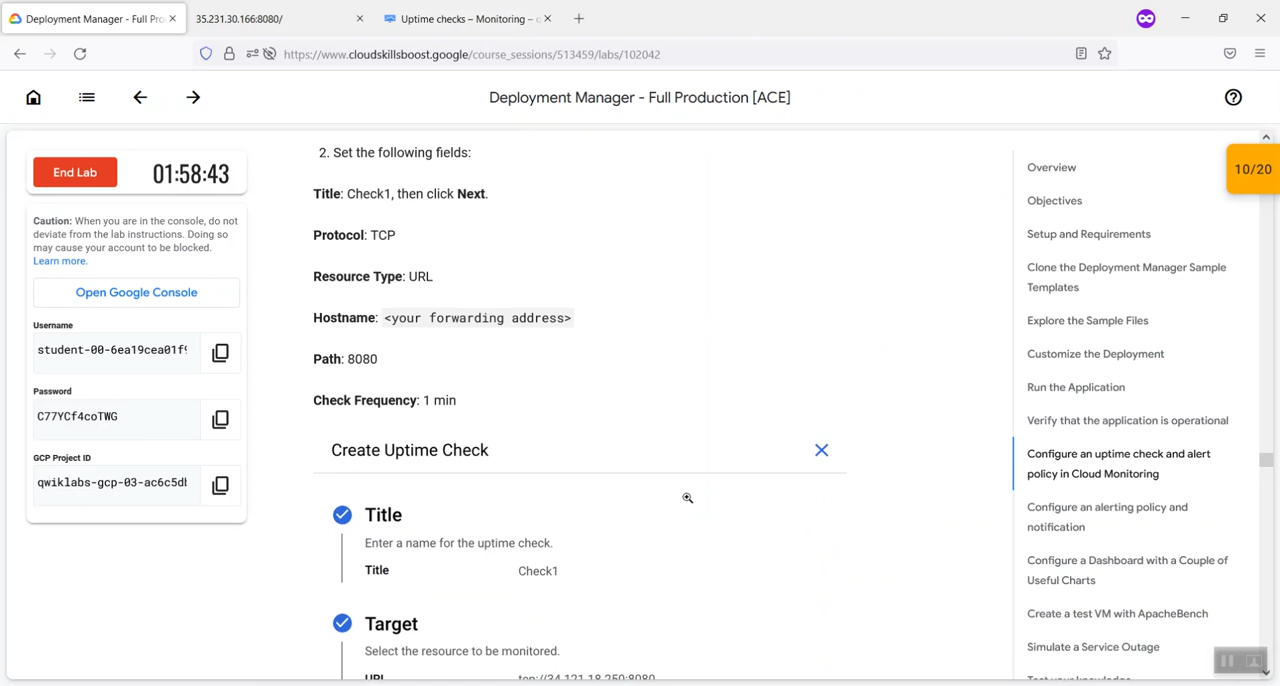 Deployment Manager - Full Pro
35.231.30.166:8080/
Uptime checks – Monitoring –
https://www.cloudskillsboost.google/course_sessions/513459/labs/102042
Deployment Manager - Full Production [ACE]
End Lab
01:58:43
Caution: When you are in the console, do not
deviate from the lab instructions. Doing so
may cause your account to be blocked.
Learn more.
Open Google Console
Username
student-00-6ea19cea01f9
Password
C77YCf4coTWG
GCP Project ID
qwiklabs-gcp-03-ac6c5db
2. Set the following fields:
Title: Check1, then click Next.
Protocol: TCP
Resource Type: URL
Hostname: <your forwarding address>
Path: 8080
Check Frequency: 1 min
Create Uptime Check
Title
Enter a name for the uptime check.
Title Check1
Target
Select the resource to be monitored.
URL tcp://34.121.18.250:8080
10/20
Overview
Objectives
Setup and Requirements
Clone the Deployment Manager Sample
Templates
Explore the Sample Files
Customize the Deployment
Run the Application
Verify that the application is operational
Configure an uptime check and alert
policy in Cloud Monitoring
Configure an alerting policy and
notification
Configure a Dashboard with a Couple of
Useful Charts
Create a test VM with ApacheBench
Simulate a Service Outage
Test your knowledge